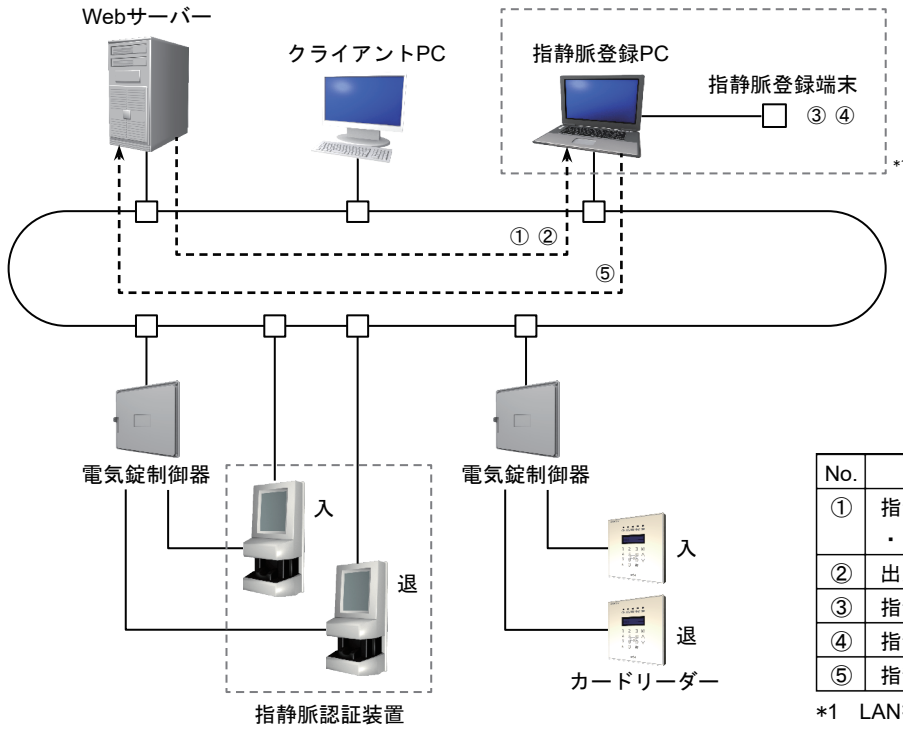 Webサーバー
クライアントPC
指静脈登録PC
指静脈登録端末
③ ④
① ②
⑤
電気錠制御器
入
退
指静脈認証装置
電気錠制御器
入
退
カードリーダー
No.
① 指
・
② 出
③ 指
④ 指
⑤ 指
*1 LAN